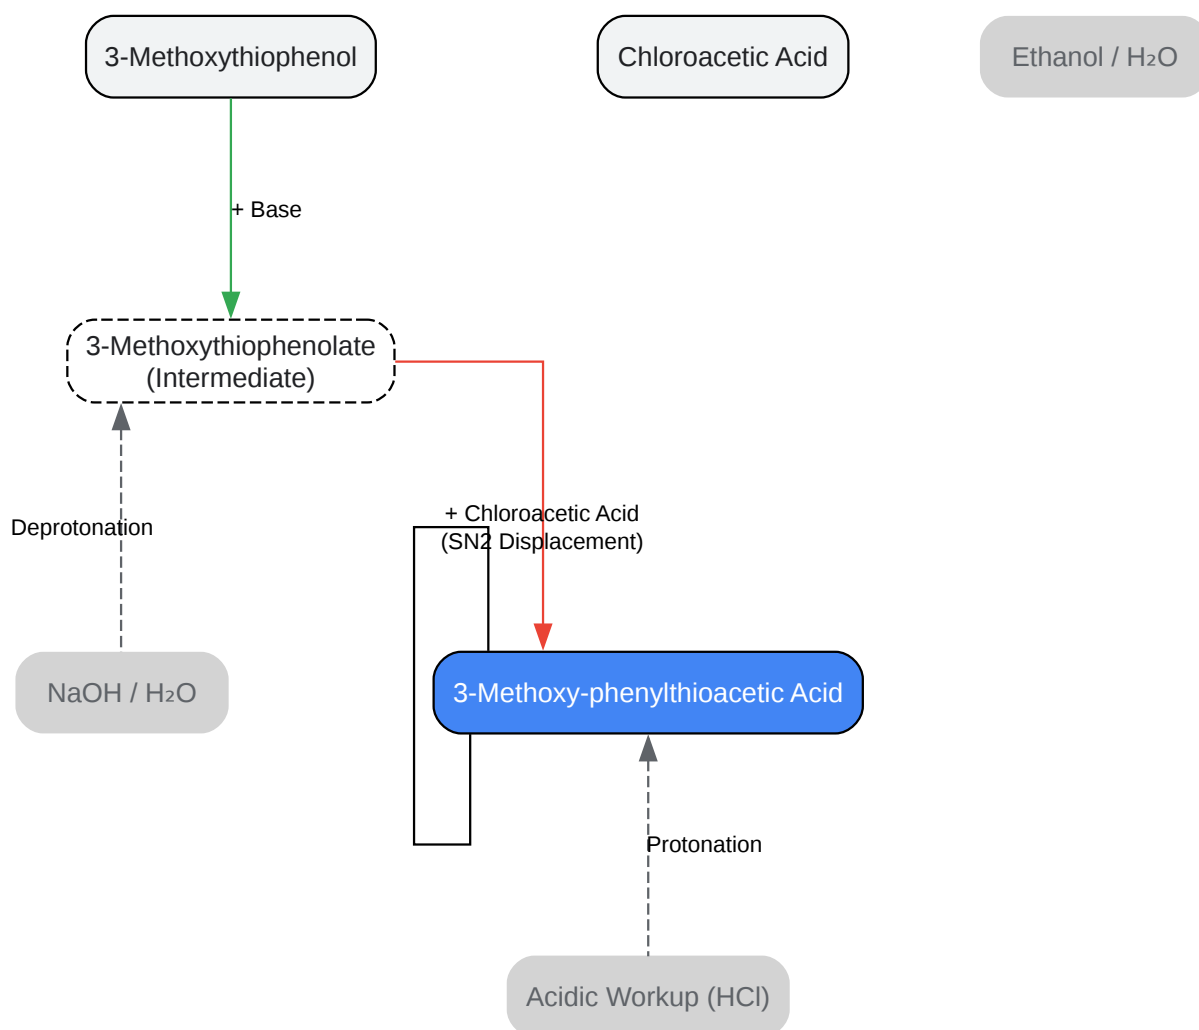 3-Methoxythiophenol
Chloroacetic Acid
Ethanol / H₂O
+ Base
3-Methoxythiophenolate
(Intermediate)
+ Chloroacetic Acid
(SN2 Displacement)
Deprotonation
NaOH / H₂O
3-Methoxy-phenylthioacetic Acid
Protonation
Acidic Workup (HCl)